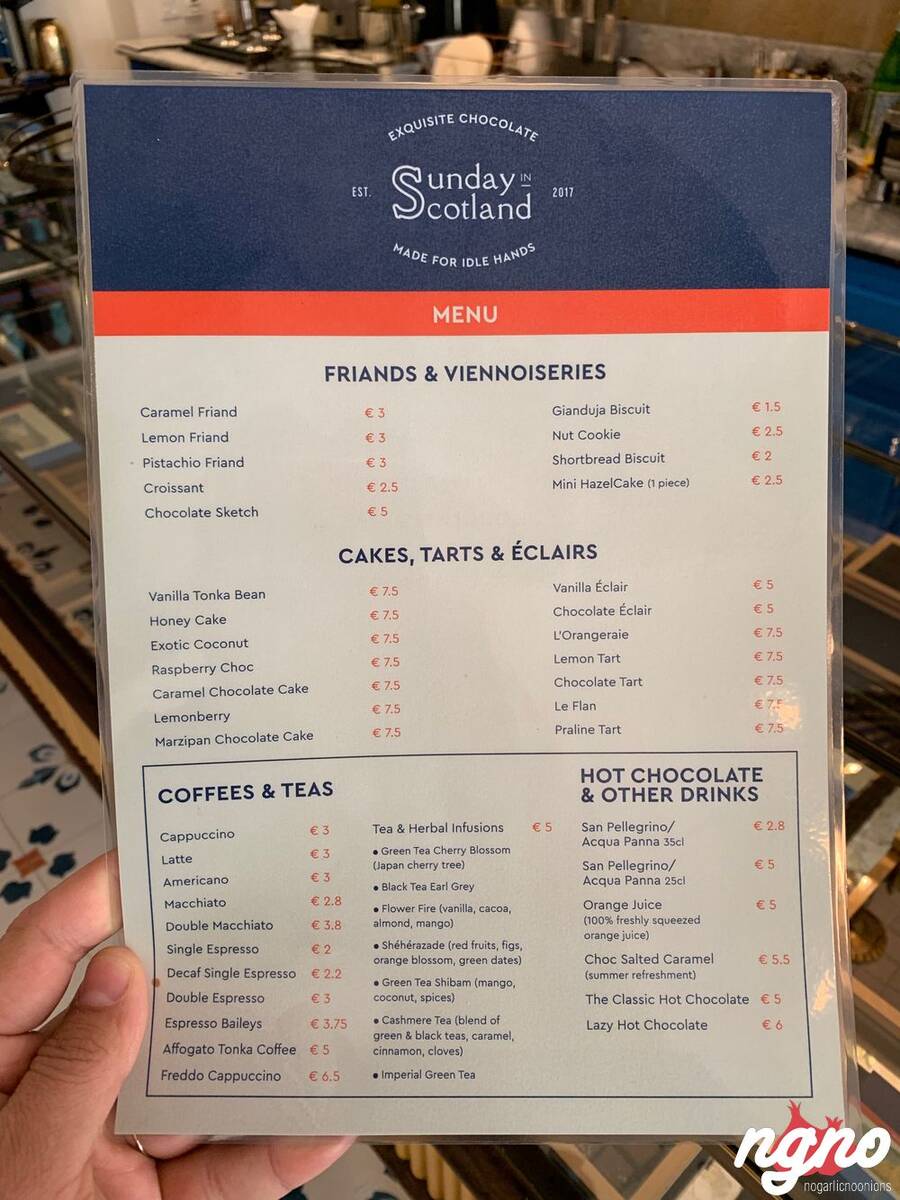 EXQUISITE CHOCOLATE
EST. Sunday IN Scotland 2017
MADE FOR IDLE HANDS
MENU
FRIANDS & VIENNOISERIES
Caramel Friand € 3
Lemon Friand € 3
Pistachio Friand € 3
Croissant € 2.5
Chocolate Sketch € 5
Gianduja Biscuit € 1.5
Nut Cookie € 2.5
Shortbread Biscuit € 2
Mini HazelCake (1 piece) € 2.5
CAKES, TARTS & ÉCLAIRS
Vanilla Tonka Bean € 7.5
Honey Cake € 7.5
Exotic Coconut € 7.5
Raspberry Choc € 7.5
Caramel Chocolate Cake € 7.5
Lemonberry € 7.5
Marzipan Chocolate Cake € 7.5
Vanilla Éclair € 5
Chocolate Éclair € 5
L'Orangeraie € 7.5
Lemon Tart € 7.5
Chocolate Tart € 7.5
Le Flan € 7.5
Praline Tart € 7.5
COFFEES & TEAS
Cappuccino € 3
Latte € 3
Americano € 3
Macchiato € 2.8
Double Macchiato € 3.8
Single Espresso € 2
Decaf Single Espresso € 2.2
Double Espresso € 3
Espresso Baileys € 3.75
Affogato Tonka Coffee € 5
Freddo Cappuccino € 6.5
Tea & Herbal Infusions € 5
• Green Tea Cherry Blossom
(Japan cherry tree)
• Black Tea Earl Grey
• Flower Fire (vanilla, cacoa,
almond, mango)
• Shéhérazade (red fruits, figs,
orange blossom, green dates)
• Green Tea Shibam (mango,
coconut, spices)
• Cashmere Tea (blend of
green & black teas, caramel,
cinnamon, cloves)
• Imperial Green Tea
HOT CHOCOLATE
& OTHER DRINKS
San Pellegrino/ € 2.8
Acqua Panna 35cl
San Pellegrino/ € 5
Acqua Panna 25cl
Orange Juice € 5
(100% freshly squeezed
orange juice)
Choc Salted Caramel € 5.5
(summer refreshment)
The Classic Hot Chocolate € 5
Lazy Hot Chocolate € 6
ngno
nogarlicnoonions